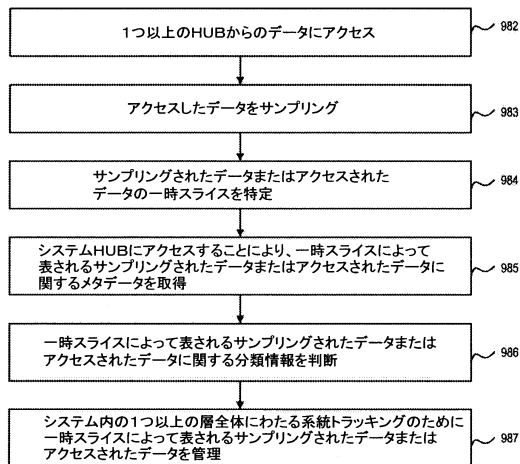 1つ以上のHUBからのデータにアクセス
982
アクセスしたデータをサンプリング
983
サンプリングされたデータまたはアクセスされた
データの一時スライスを特定
984
システムHUBにアクセスすることにより、一時スライスによって
表されるサンプリングされたデータまたはアクセスされたデータに
関するメタデータを取得
985
一時スライスによって表されるサンプリングされたデータまたは
アクセスされたデータに関する分類情報を判断
986
システム内の1つ以上の層全体にわたる系統トラッキングのために
一時スライスによって表されるサンプリングされたデータまたは
アクセスされたデータを管理
987